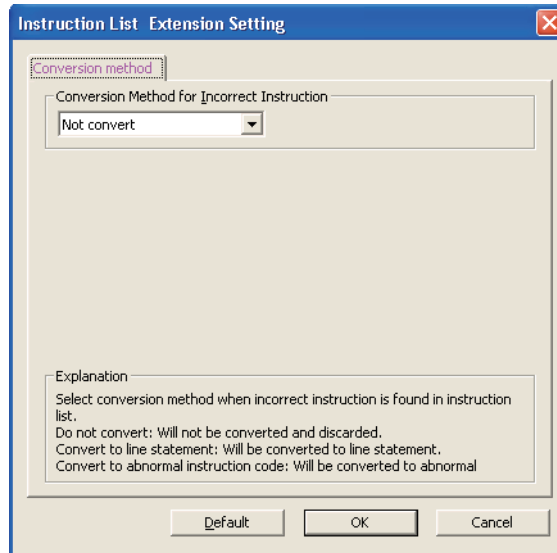 Instruction List Extension Setting
Conversion method
Conversion Method for Incorrect Instruction
Not convert
Explanation
Select conversion method when incorrect instruction is found in instruction
list.
Do not convert: Will not be converted and discarded.
Convert to line statement: Will be converted to line statement.
Convert to abnormal instruction code: Will be converted to abnormal
Default
OK
Cancel